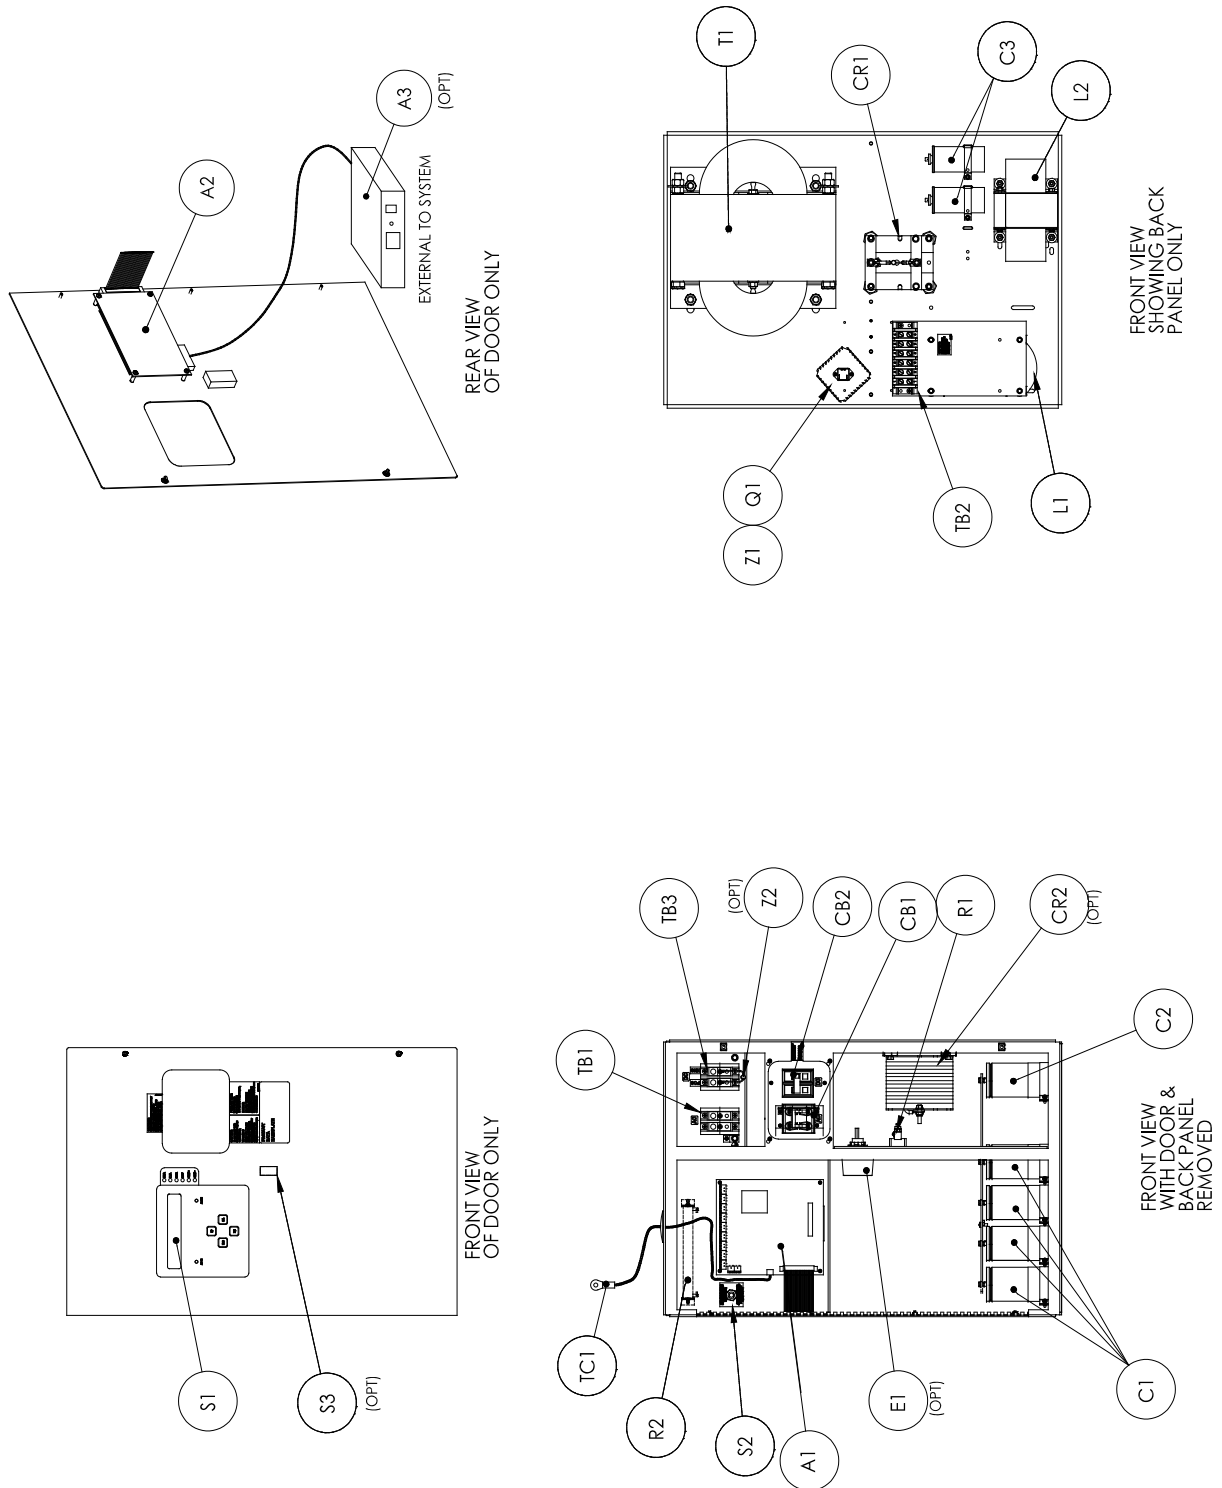 S1
S3
(OPT)
FRONT VIEW
OF DOOR ONLY
A2
A3
(OPT)
EXTERNAL TO SYSTEM
REAR VIEW
OF DOOR ONLY
TC1
R2
S2
A1
E1
(OPT)
C1
TB1
TB3
(OPT)
Z2
CB2
CB1
R1
CR2
(OPT)
C2
FRONT VIEW
WITH DOOR &
BACK PANEL
REMOVED
Z1
Q1
TB2
L1
T1
CR1
C3
L2
FRONT VIEW
SHOWING BACK
PANEL ONLY